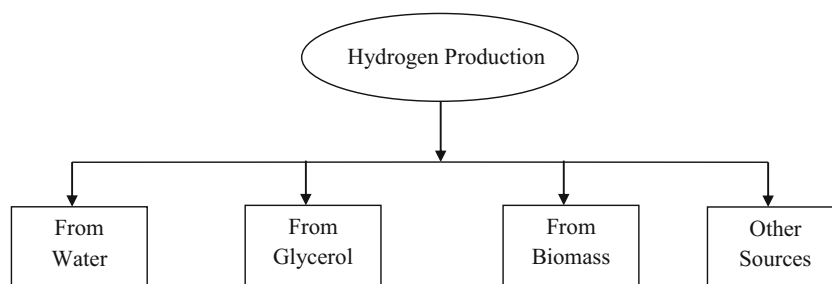 Hydrogen Production
From
Water
From
Glycerol
From
Biomass
Other
Sources